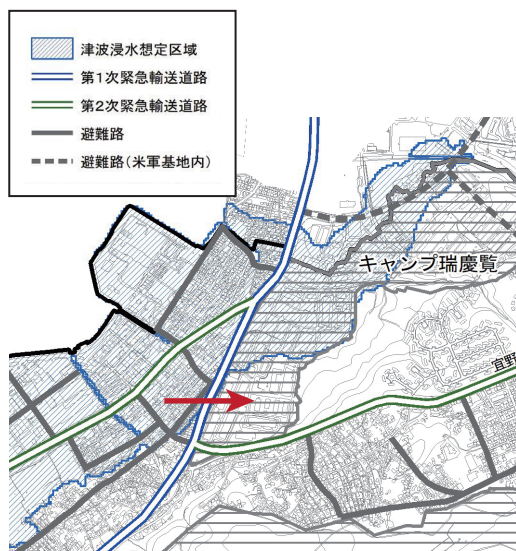 津波浸水想定区域
第1次緊急輸送道路
第2次緊急輸送道路
避難路
避難路(米軍基地内)
キャンプ瑞慶覧
宜野